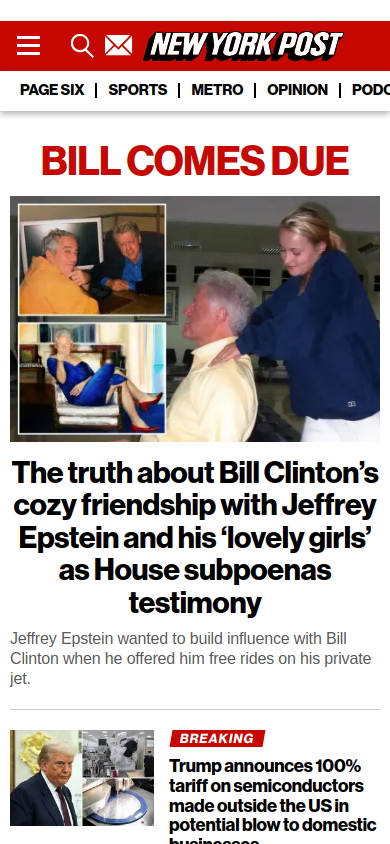 NEW YORK POST
PAGE SIX | SPORTS | METRO | OPINION | PODC
BILL COMES DUE
The truth about Bill Clinton's
cozy friendship with Jeffrey
Epstein and his ‘lovely girls’
as House subpoenas
testimony
Jeffrey Epstein wanted to build influence with Bill
Clinton when he offered him free rides on his private
jet.
BREAKING
Trump announces 100%
tariff on semiconductors
made outside the US in
potential blow to domestic
businesses